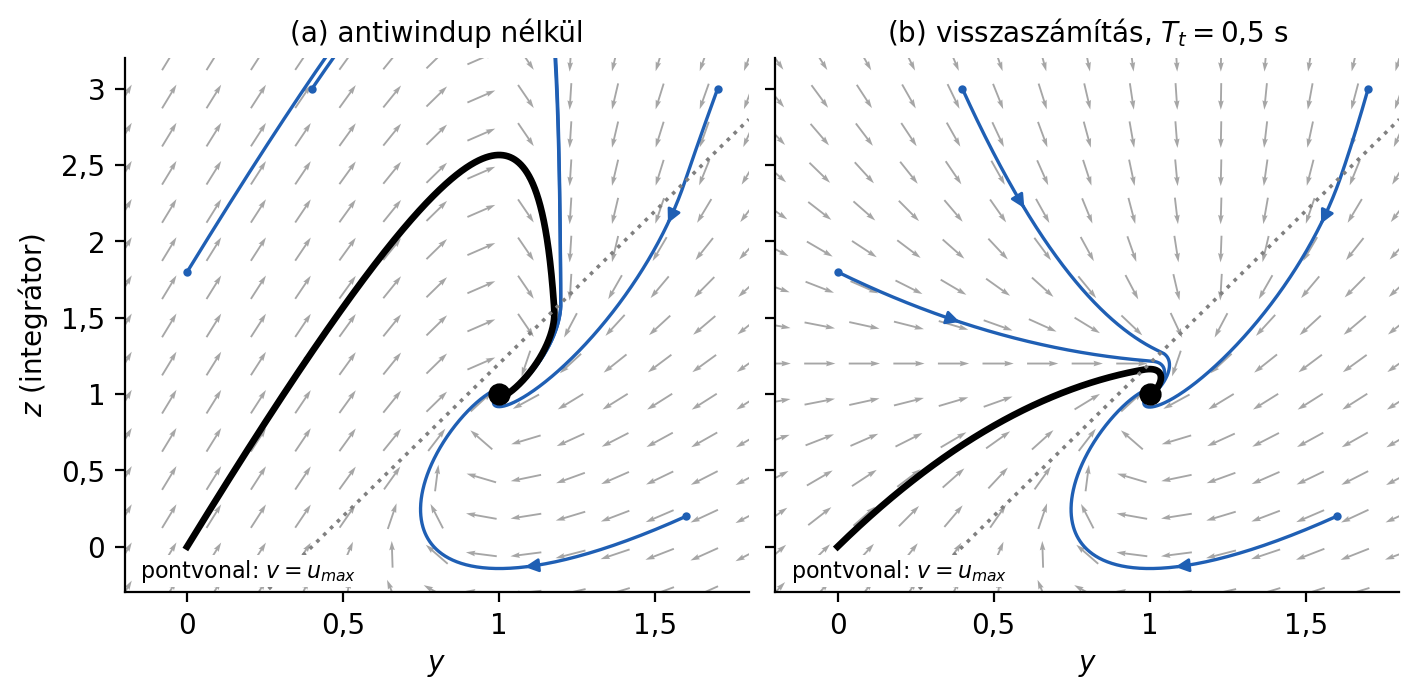 (a) antiwindup nélkül
(b) visszaszámítás, T_t = 0,5 s
3
2,5
2
1,5
1
0,5
0
z (integrátor)
pontvonal: v = u_max
pontvonal: v = u_max
0
0,5
1
1,5
0
0,5
1
1,5
y
y